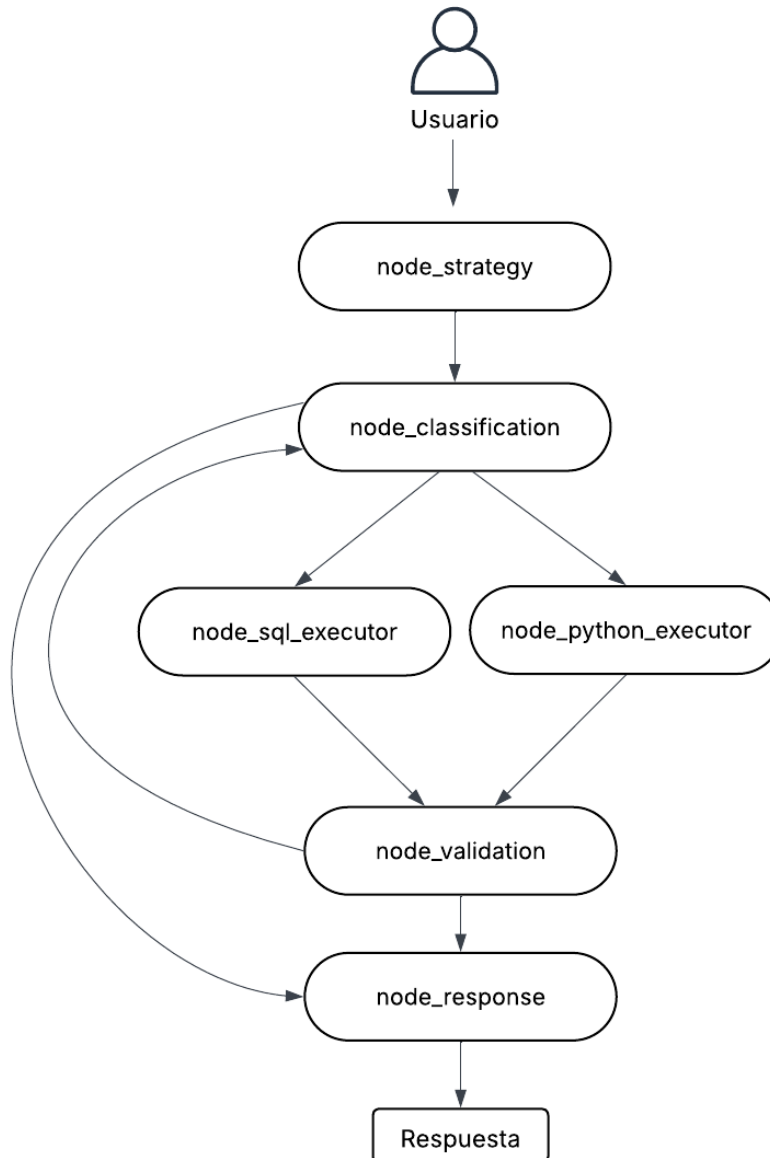 Usuario
node_strategy
node_classification
node_sql_executor
node_python_executor
node_validation
node_response
Respuesta